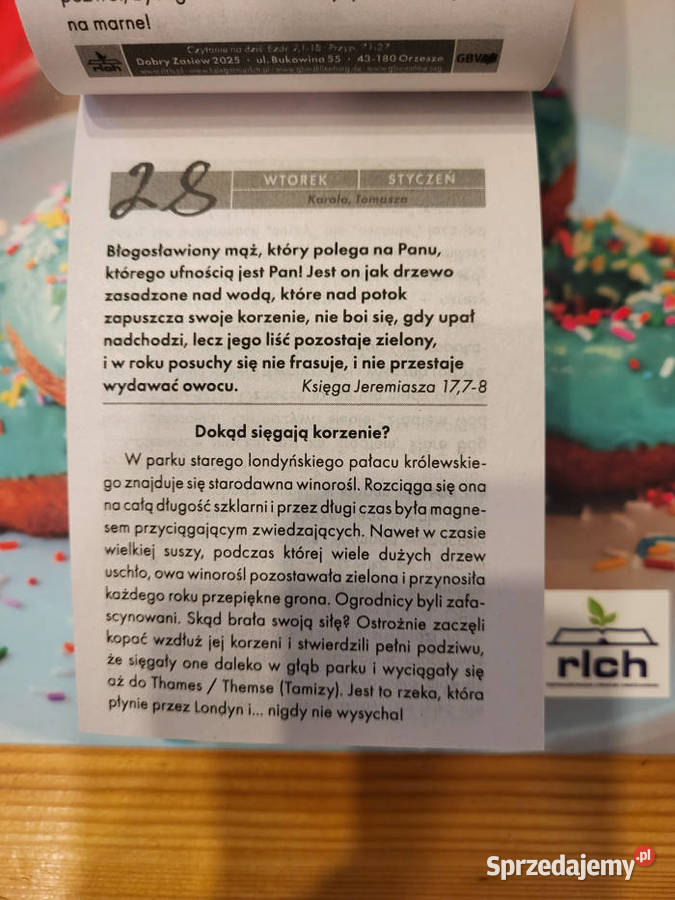 na marne!
Czytanie na dziś: Ezdr. 7,1-18 · Przyp.
Dobry Zasiew 2025 · ul. Bukowina 55 · 43-180 Orzesze
rlch
GBV
28
WTOREK STYCZEŃ
Karola, Tomasza
Błogosławiony mąż, który polega na Panu,
którego ufnością jest Pan! Jest on jak drzewo
zasadzone nad wodą, które nad potok
zapuszcza swoje korzenie, nie boi się, gdy upał
nadchodzi, lecz jego liść pozostaje zielony,
i w roku posuchy się nie frasuje, i nie przestaje
wydawać owocu. Księga Jeremiasza 17,7-8
Dokąd sięgają korzenie?
W parku starego londyńskiego pałacu królewskie-
go znajduje się starodawna winorośl. Rozciąga się ona
na całą długość szklarni i przez długi czas była magne-
sem przyciągającym zwiedzających. Nawet w czasie
wielkiej suszy, podczas której wiele dużych drzew
uschło, owa winorośl pozostawała zielona i przynosiła
każdego roku przepiękne grona. Ogrodnicy byli zafa-
scynowani. Skąd brała swoją siłę? Ostrożnie zaczęli
kopać wzdłuż jej korzeni i stwierdzili pełni podziwu,
że sięgały one daleko w głąb parku i wyciągały się
aż do Thames / Themse (Tamizy). Jest to rzeka, która
płynie przez Londyn i... nigdy nie wysycha!
rlch
Sprzedajemy.pl